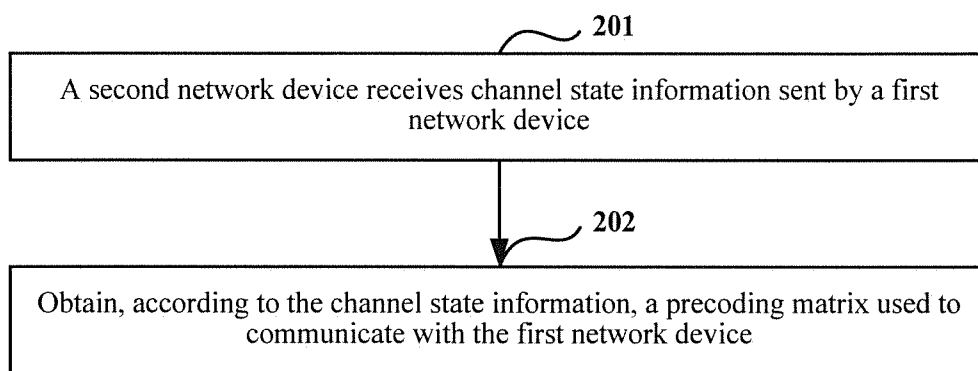 201
A second network device receives channel state information sent by a first
network device
202
Obtain, according to the channel state information, a precoding matrix used to
communicate with the first network device